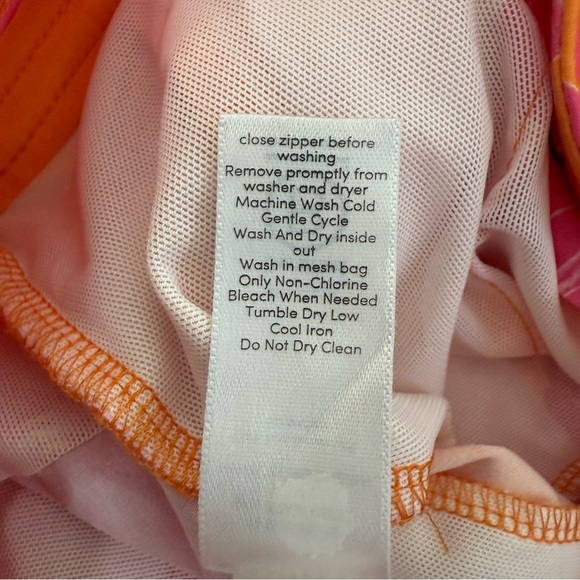 close zipper before
washing
Remove promptly from
washer and dryer
Machine Wash Cold
Gentle Cycle
Wash And Dry inside
out
Wash in mesh bag
Only Non-Chlorine
Bleach When Needed
Tumble Dry Low
Cool Iron
Do Not Dry Clean